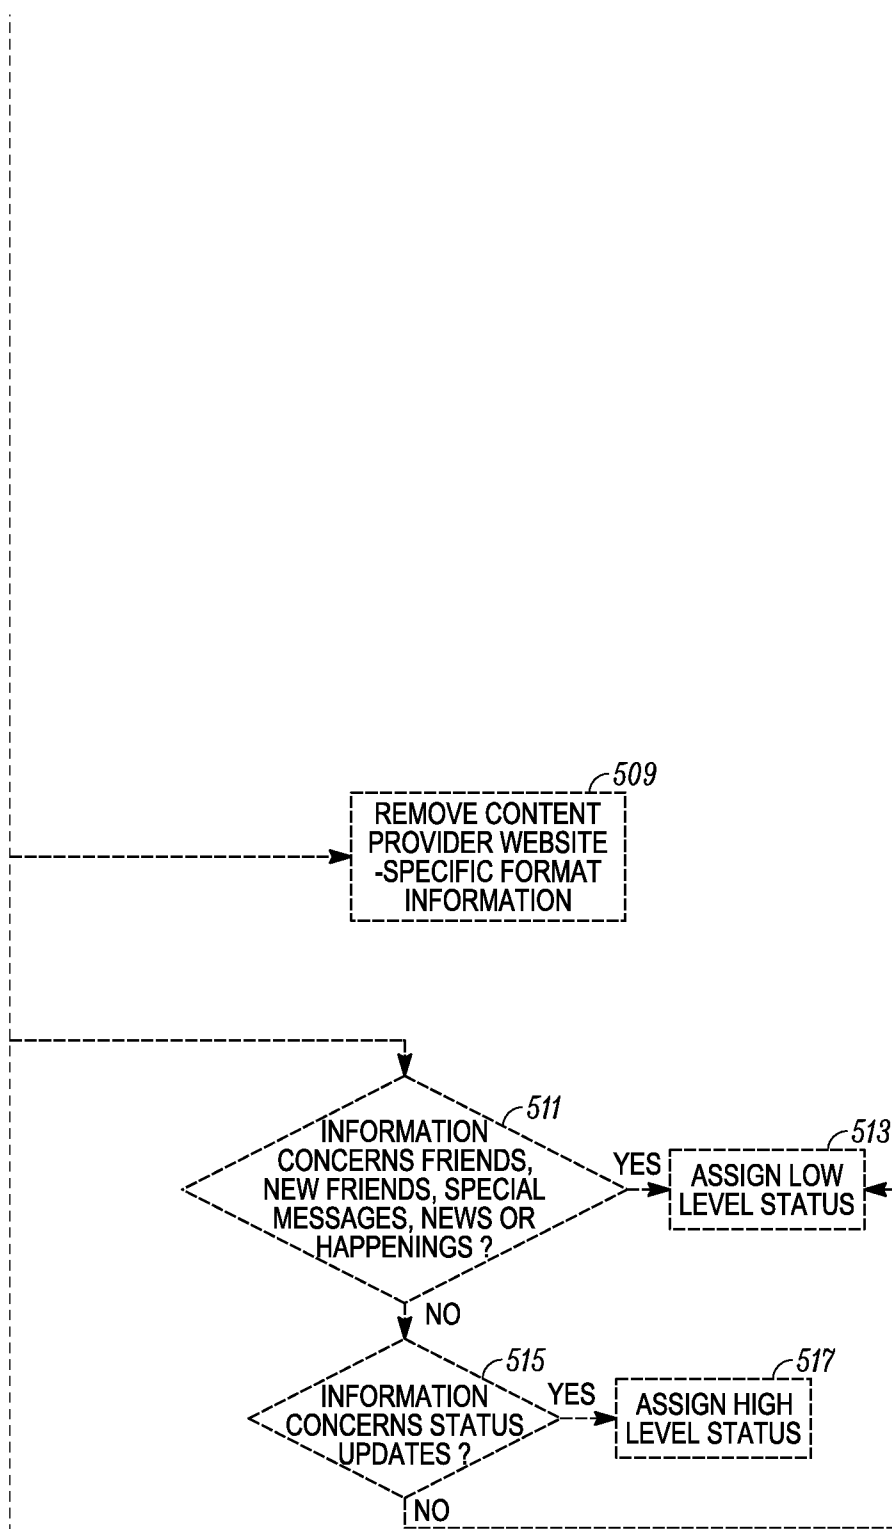 509
REMOVE CONTENT
PROVIDER WEBSITE
-SPECIFIC FORMAT
INFORMATION
511
INFORMATION
CONCERNS FRIENDS,
NEW FRIENDS, SPECIAL
MESSAGES, NEWS OR
HAPPENINGS ?
YES
513
ASSIGN LOW
LEVEL STATUS
NO
515
INFORMATION
CONCERNS STATUS
UPDATES ?
YES
517
ASSIGN HIGH
LEVEL STATUS
NO